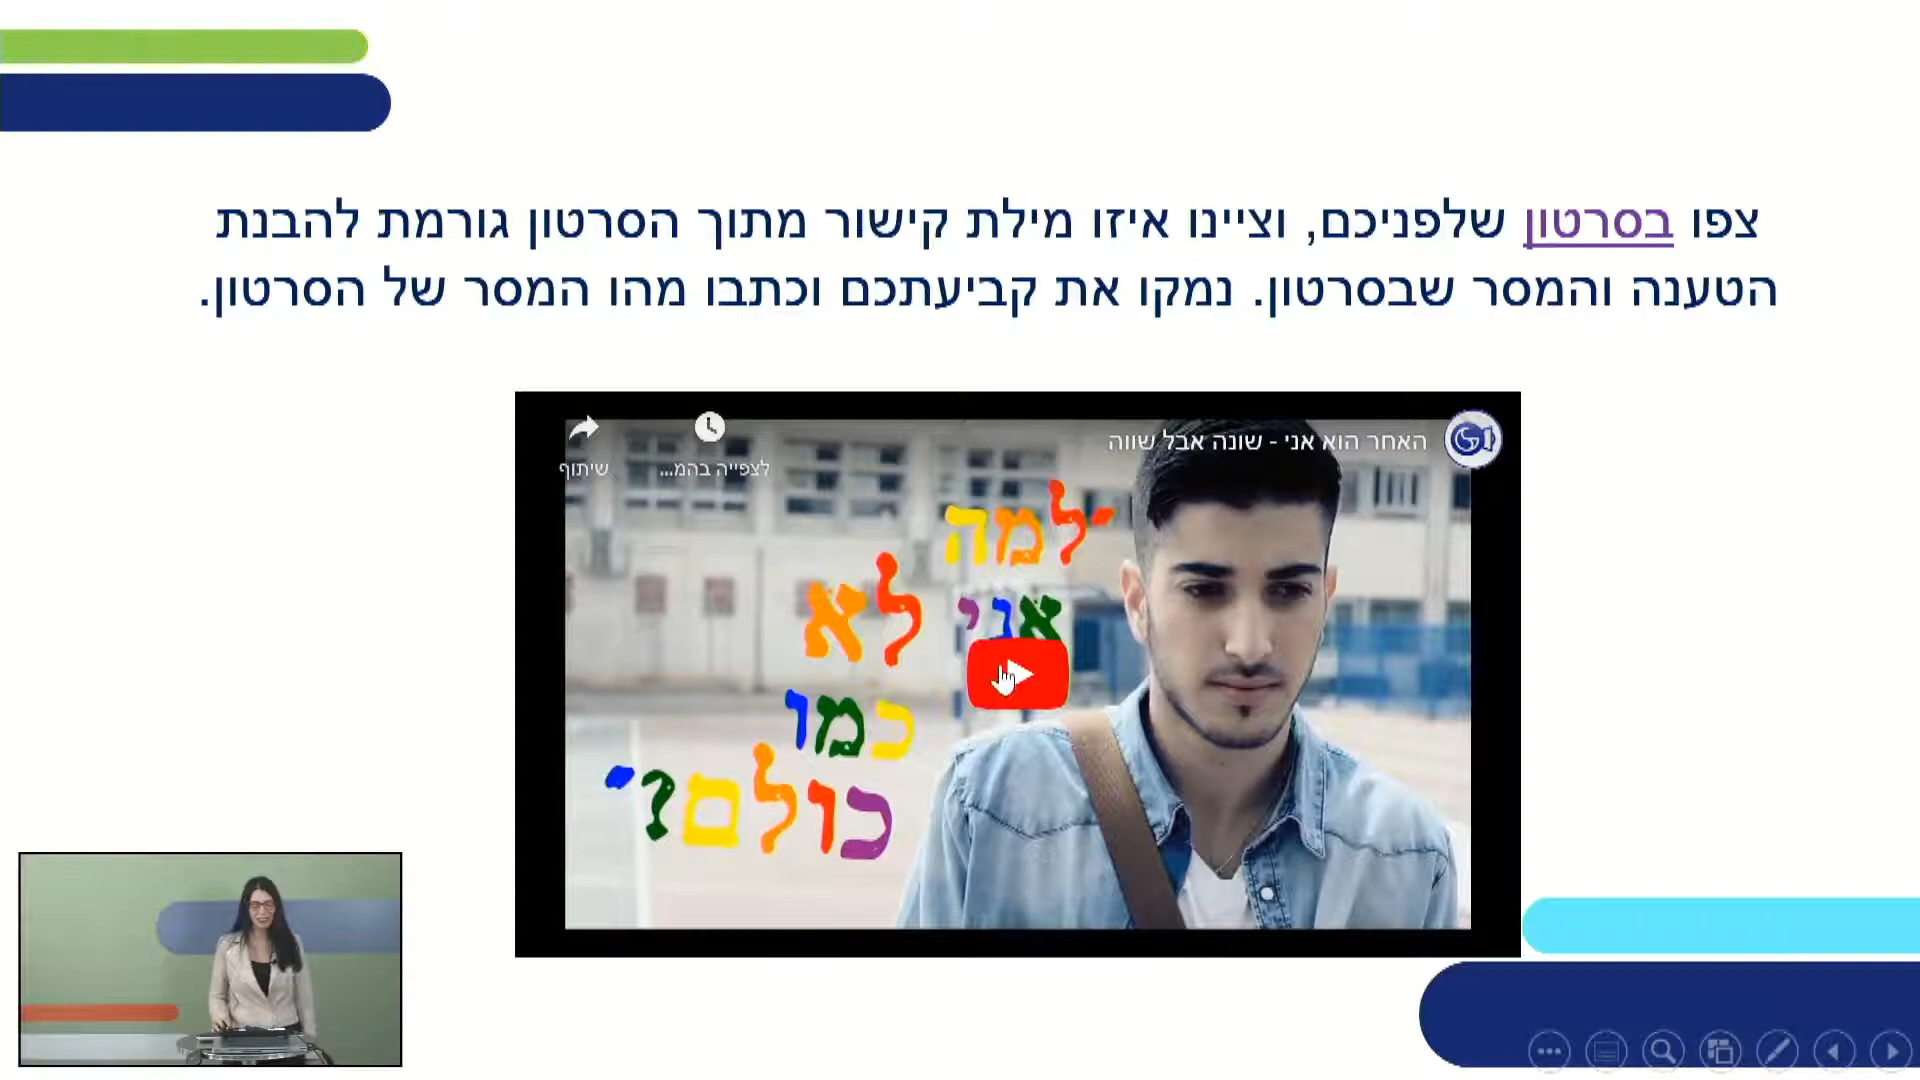 צפו בסרטון שלפניכם, וציינו איזו מילת קישור מתוך הסרטון גורמת להבנת
הטענה והמסר שבסרטון. נמקו את קביעתכם וכתבו מהו המסר של הסרטון.
האחר הוא אני - שונה אבל שווה
לצפייה בהמ...
שיתוף
"למה
אני לא
כמו
כולם?"